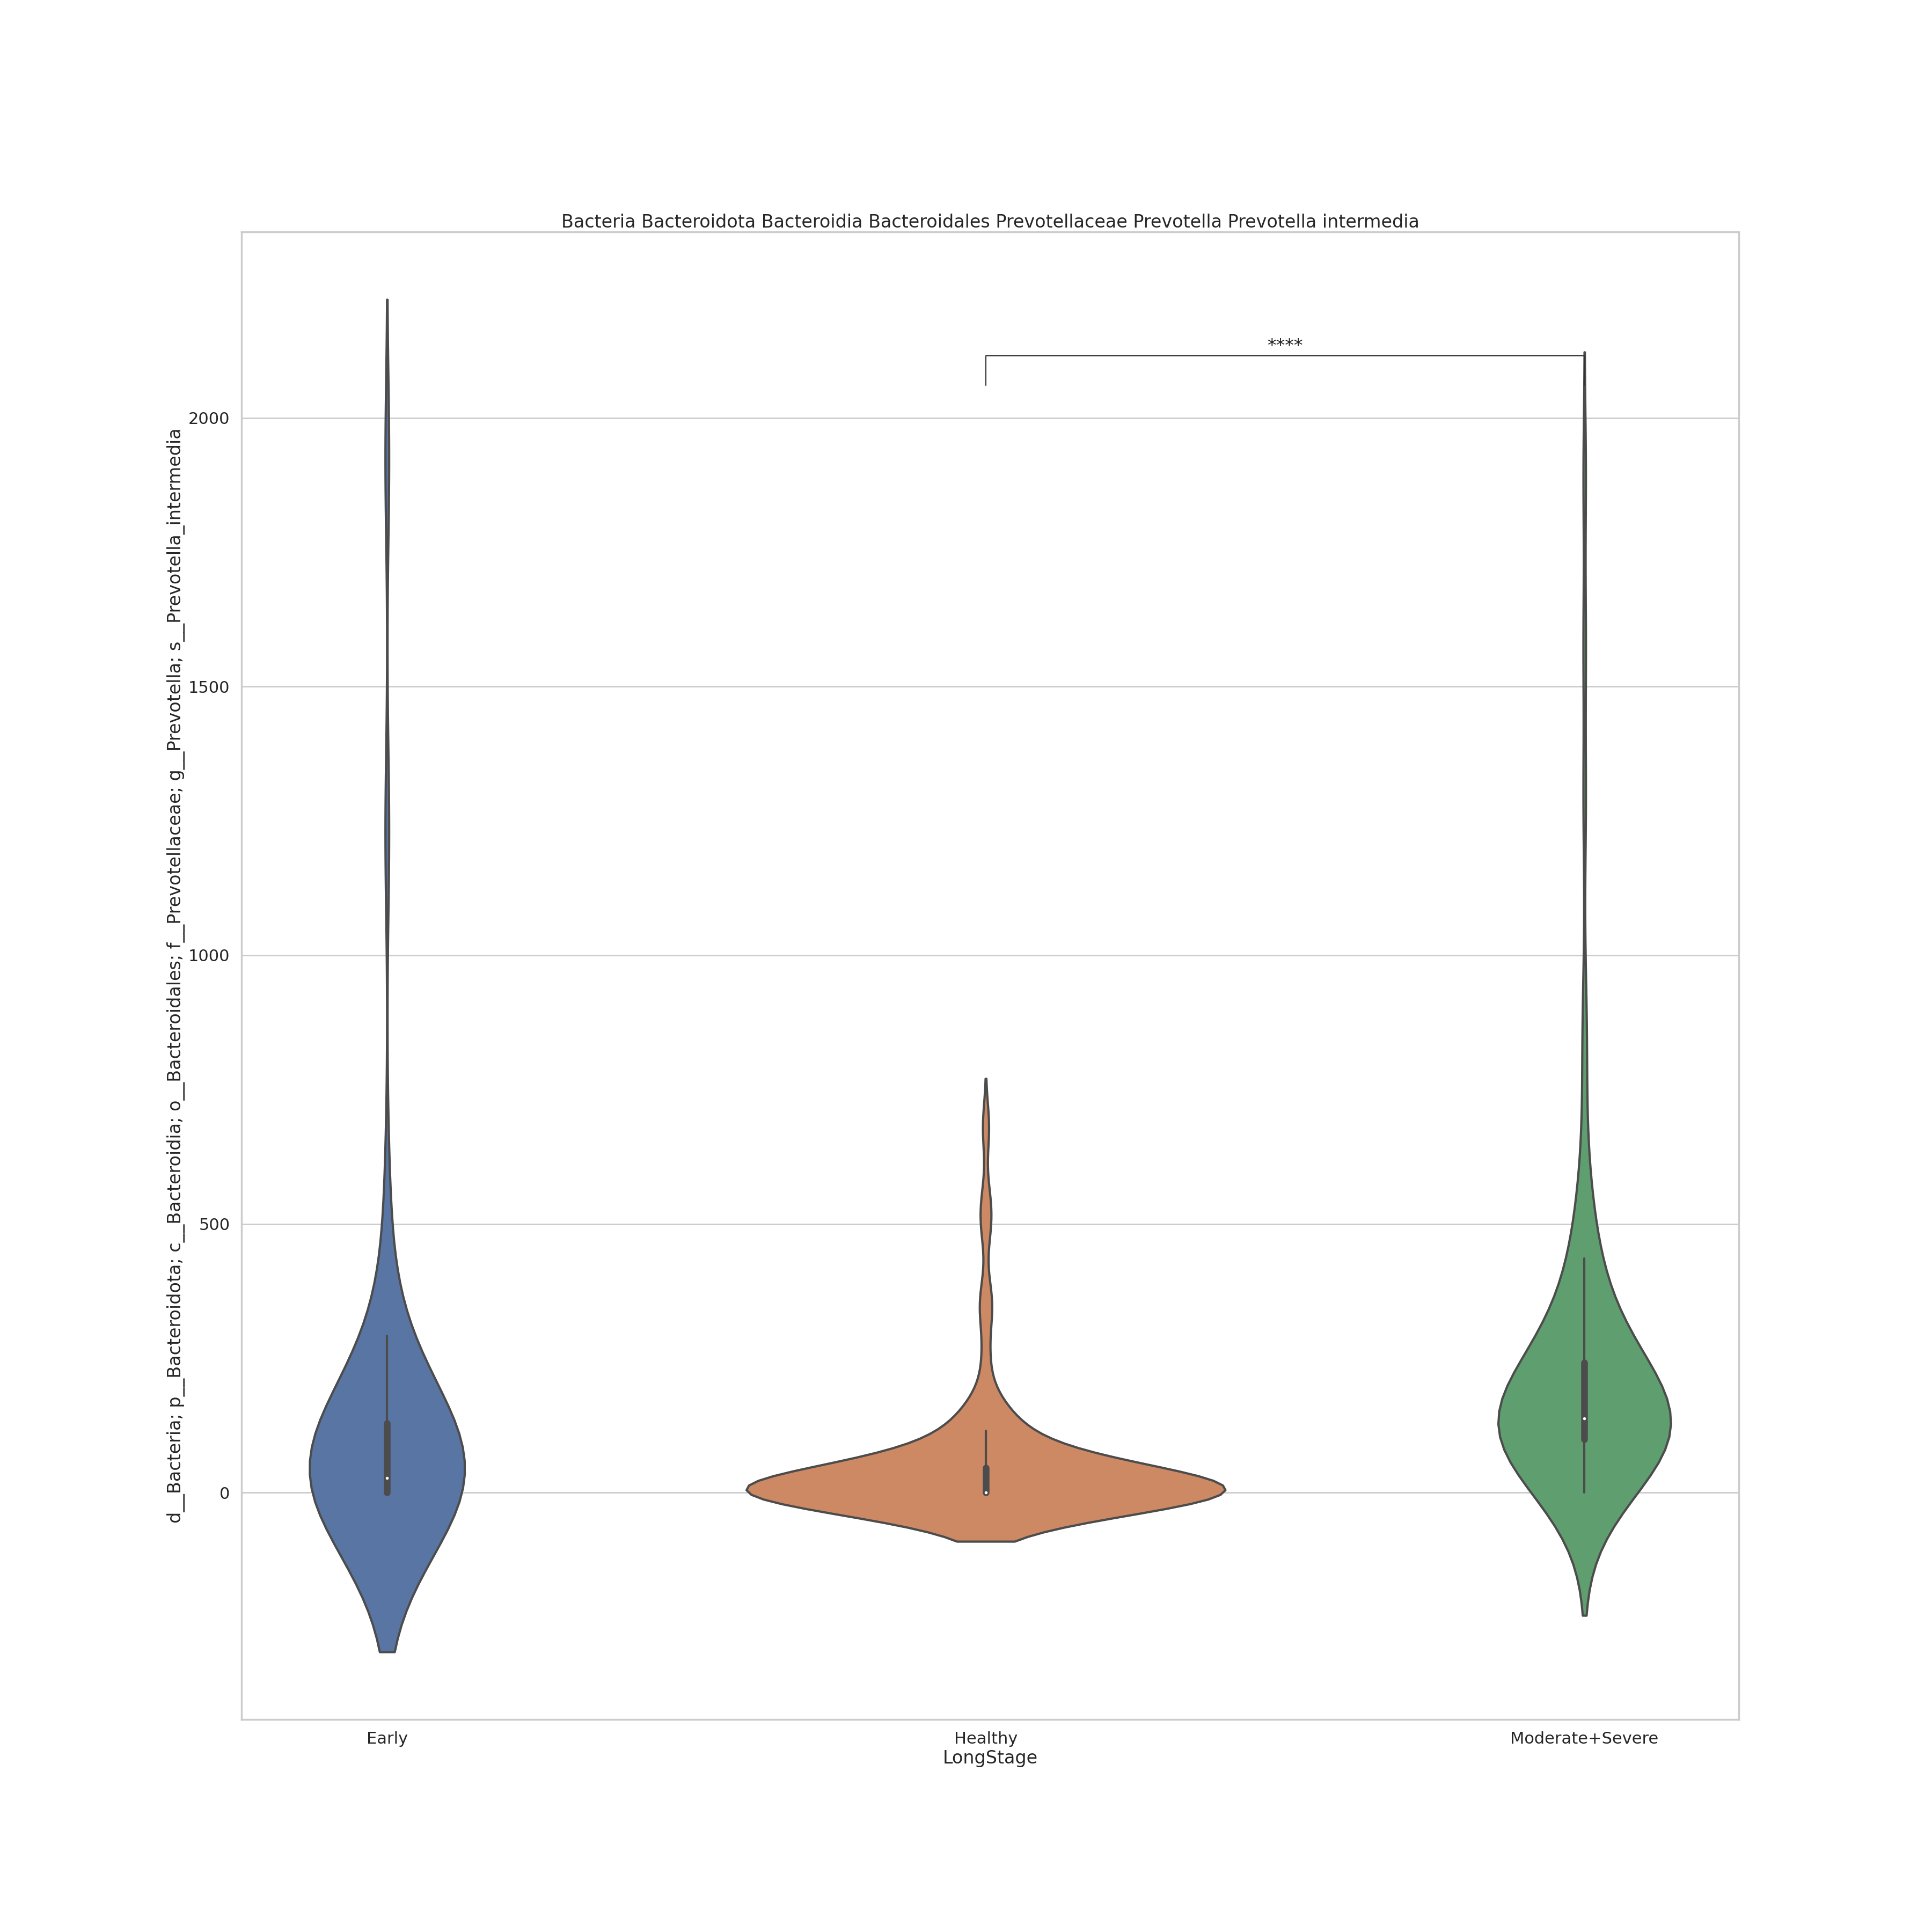 Bacteria Bacteroidota Bacteroidia Bacteroidales Prevotellaceae Prevotella Prevotella intermedia
****
d__Bacteria; p__Bacteroidota; c__Bacteroidia; o__Bacteroidales; f__Prevotellaceae; g__Prevotella; s__Prevotella_intermedia
2000
1500
1000
500
0
Early
Healthy
Moderate+Severe
LongStage